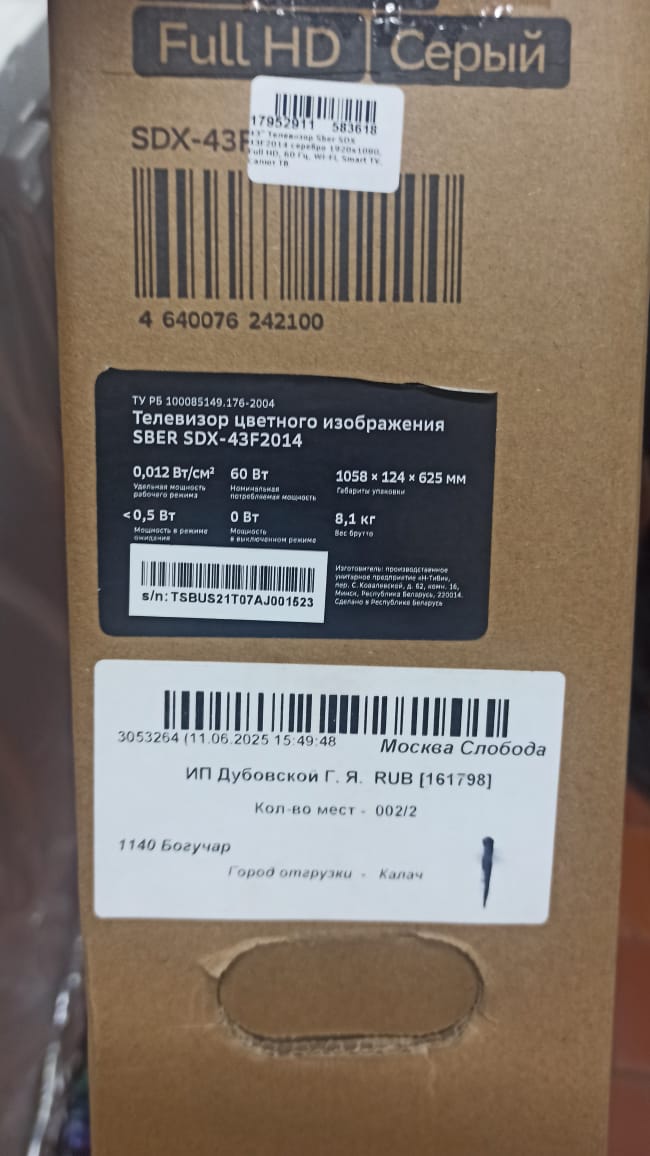 Full HD | Серый
17952911 583618
43" Телевизор Sber SDX
43F2014 серебро 1920x1080,
Full HD, 60 Гц, Wi-Fi, Smart TV,
Салют ТВ
SDX-43F
4 640076 242100
ТУ РБ 100085149.176-2004
Телевизор цветного изображения
SBER SDX-43F2014
0,012 Вт/см² 60 Вт 1058 × 124 × 625 мм
Удельная мощность рабочего режима Номинальная потребляемая мощность Габариты упаковки
<0,5 Вт 0 Вт 8,1 кг
Мощность в режиме ожидания Мощность в выключенном режиме Вес брутто
s/n: TSBUS21T07AJ001523
Изготовитель: производственное
унитарное предприятие «Н-ТиВи»,
пер. С. Ковалевской, д. 62, комн. 16,
Минск, Республика Беларусь, 220014.
Сделано в Республике Беларусь
3053264 (11.06.2025 15:49:48
Москва Слобода
ИП Дубовской Г. Я. RUB [161798]
Кол-во мест - 002/2
1140 Богучар
Город отгрузки - Калач